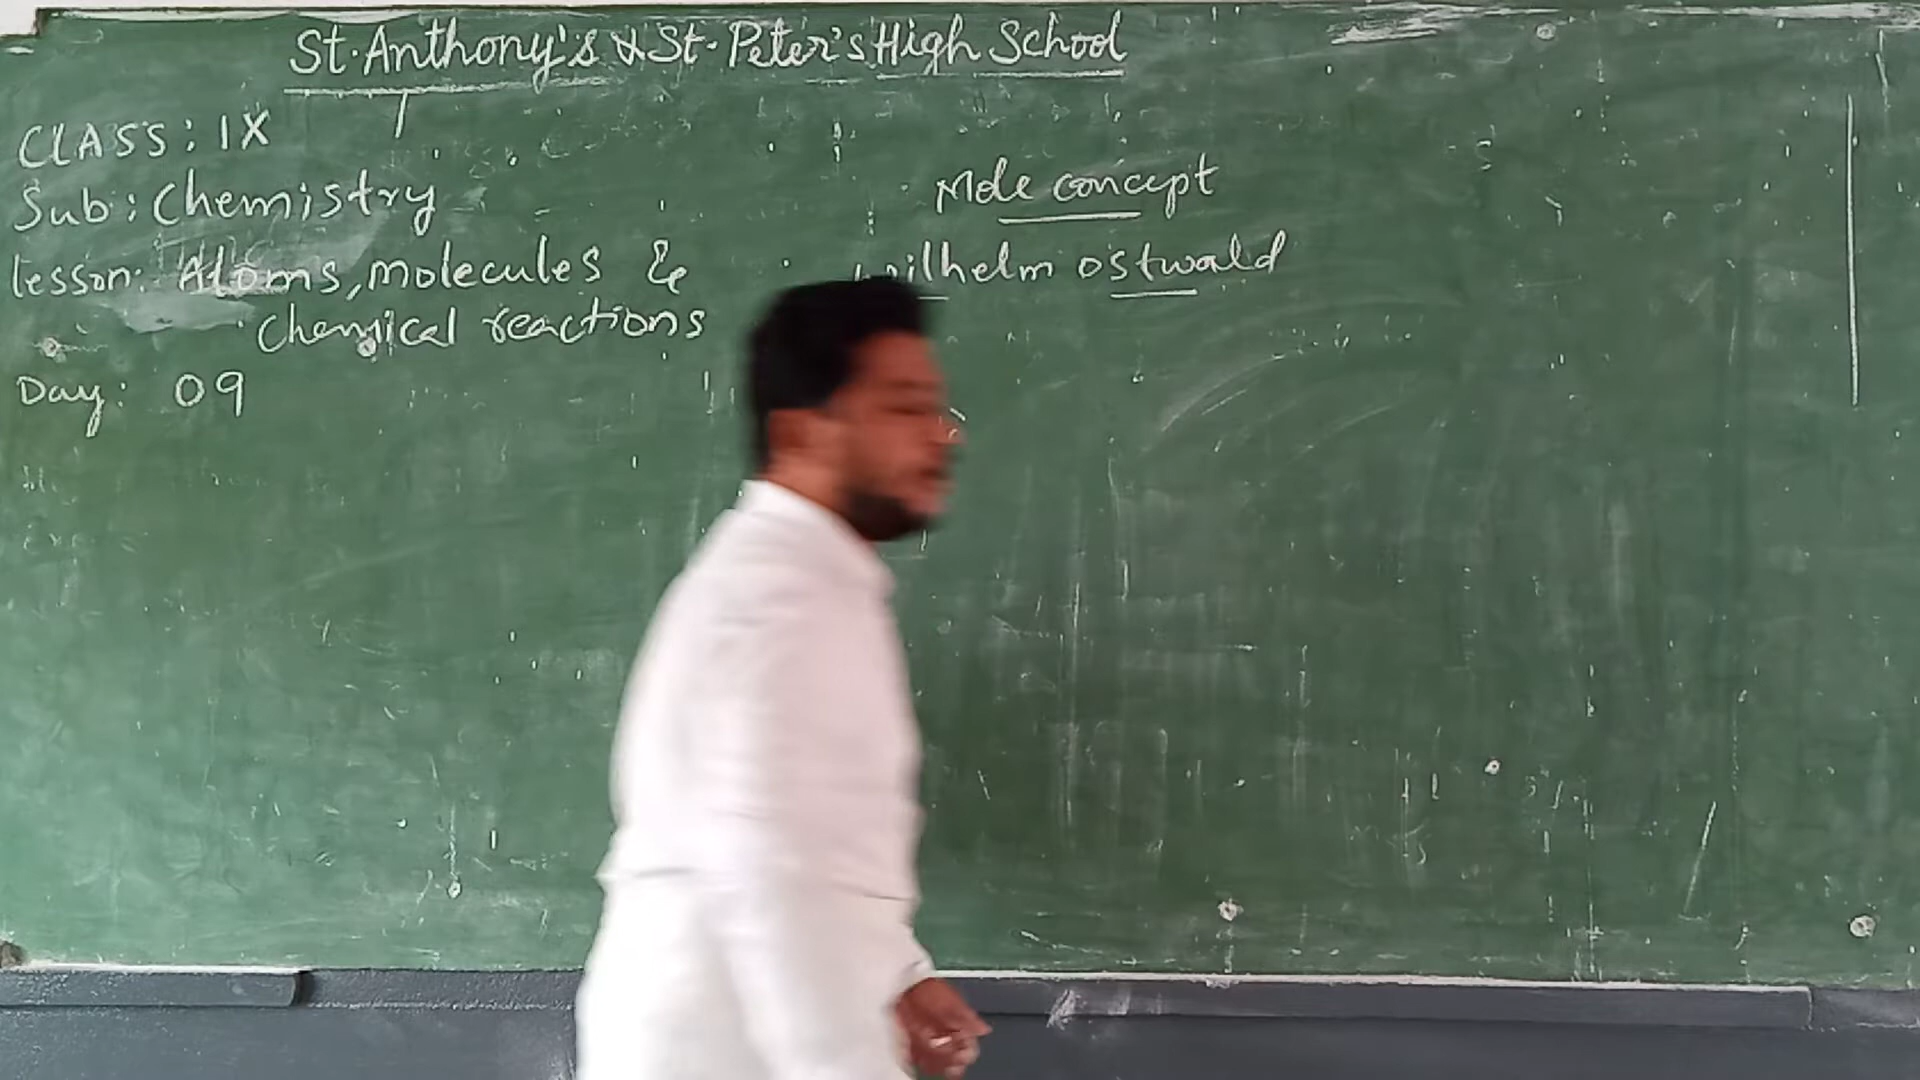 St. Anthony's & St. Peter's High School
CLASS: IX
Sub: Chemistry
lesson: Atoms, molecules &
Chemical reactions
Day: 09
Mole concept
wilhelm ostwald